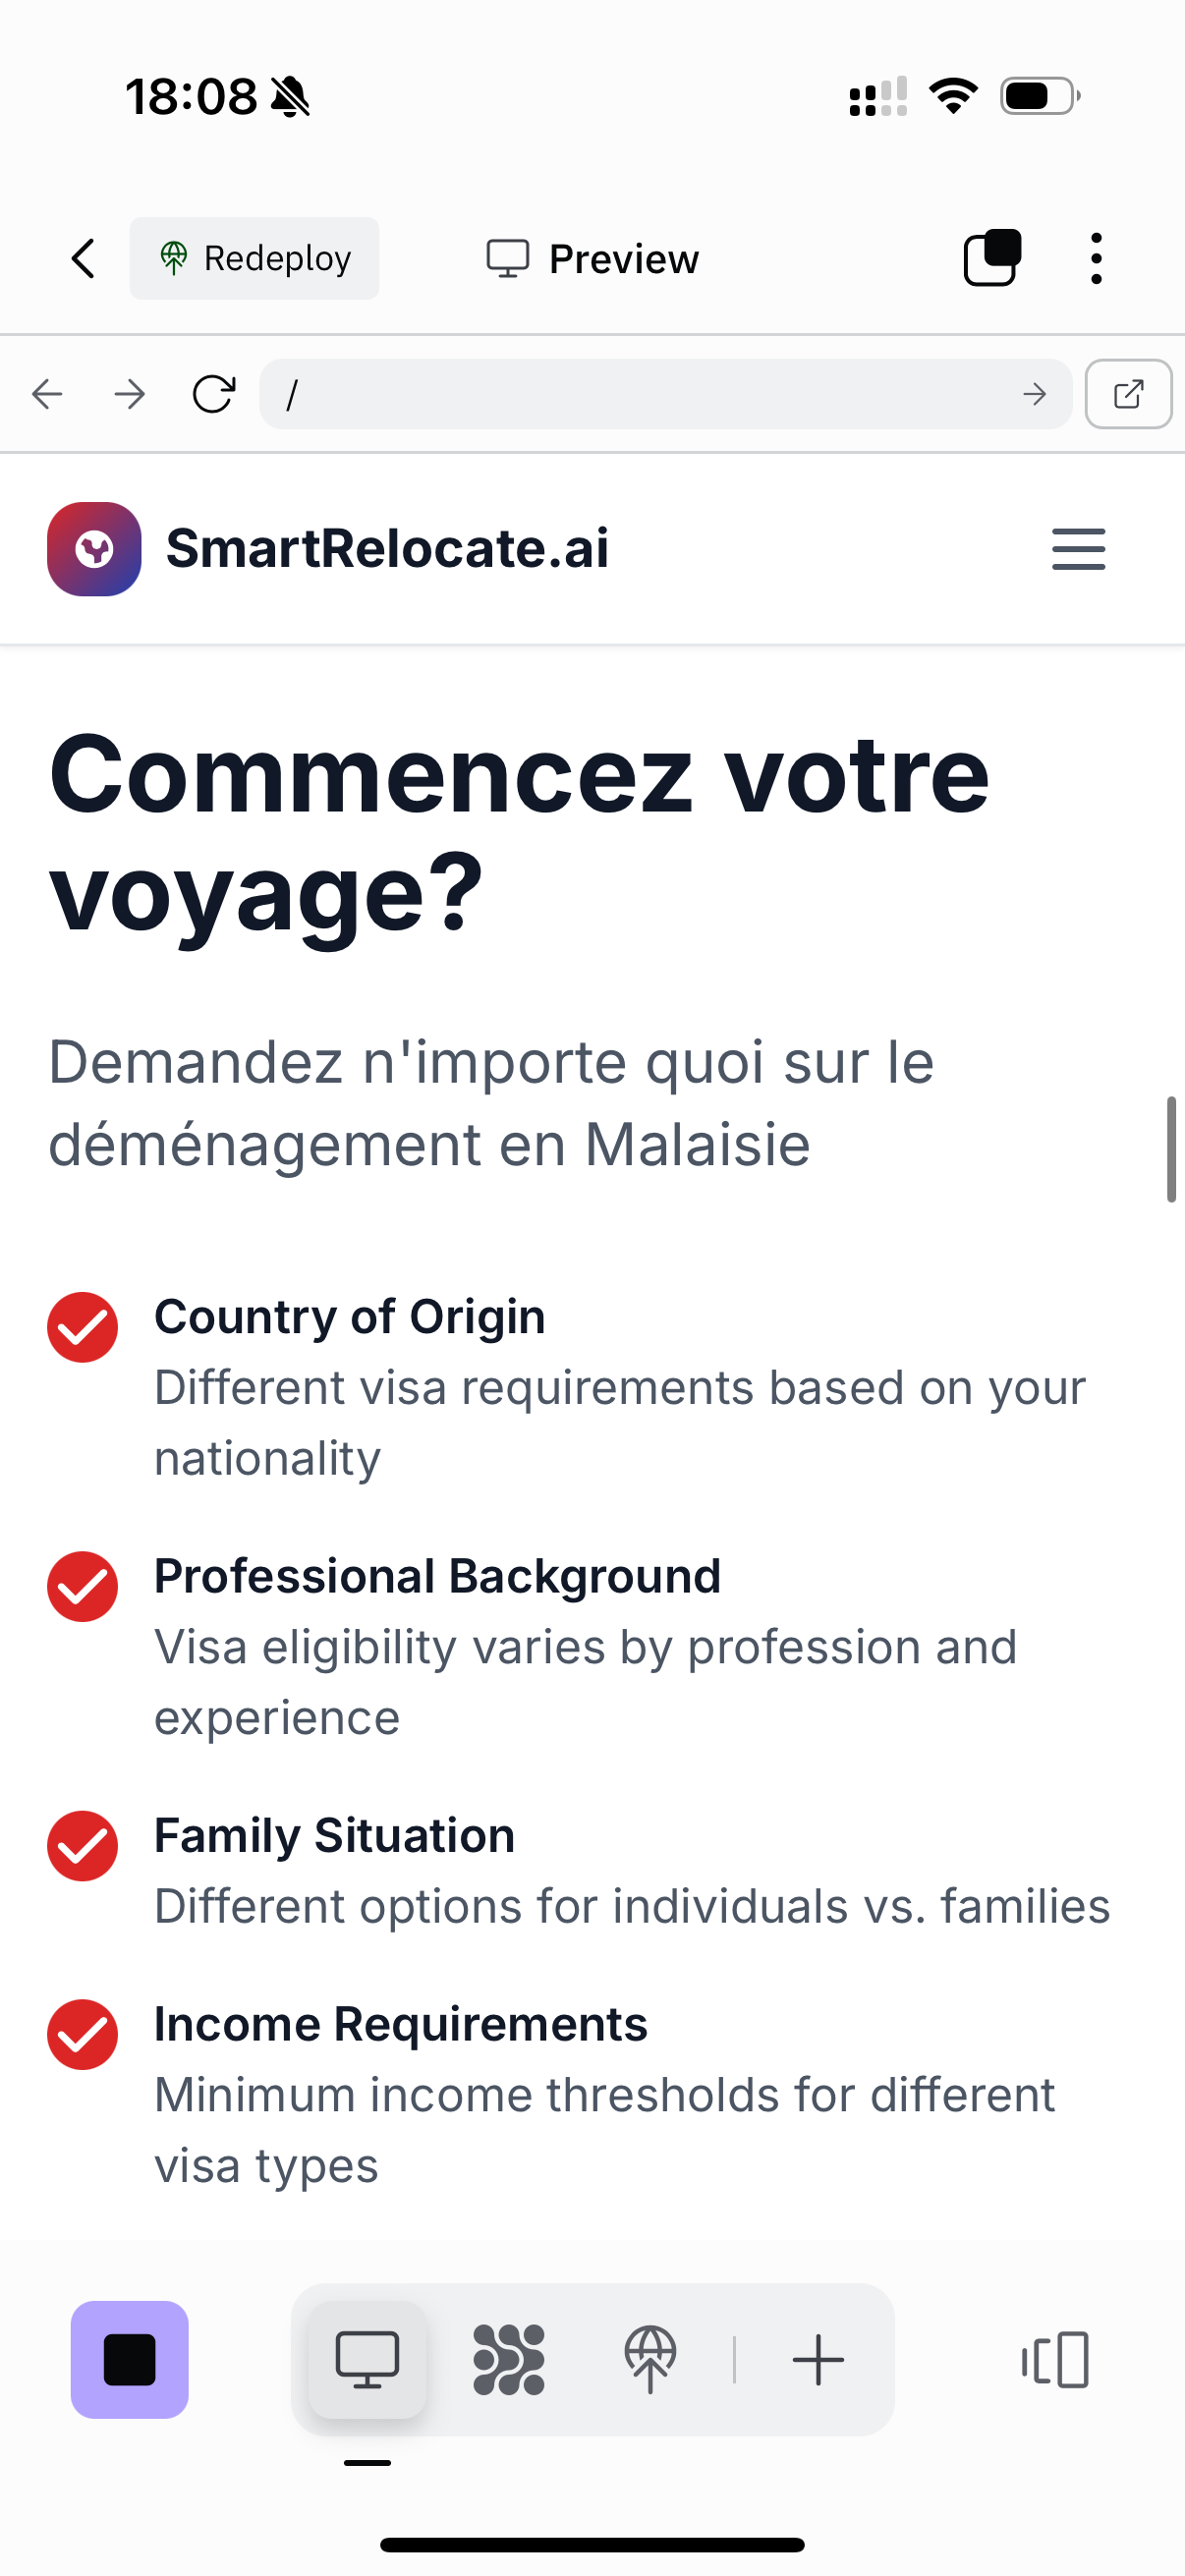 18:08
Redeploy
Preview
/
SmartRelocate.ai
Commencez votre
voyage?
Demandez n'importe quoi sur le
déménagement en Malaisie
Country of Origin
Different visa requirements based on your
nationality
Professional Background
Visa eligibility varies by profession and
experience
Family Situation
Different options for individuals vs. families
Income Requirements
Minimum income thresholds for different
visa types